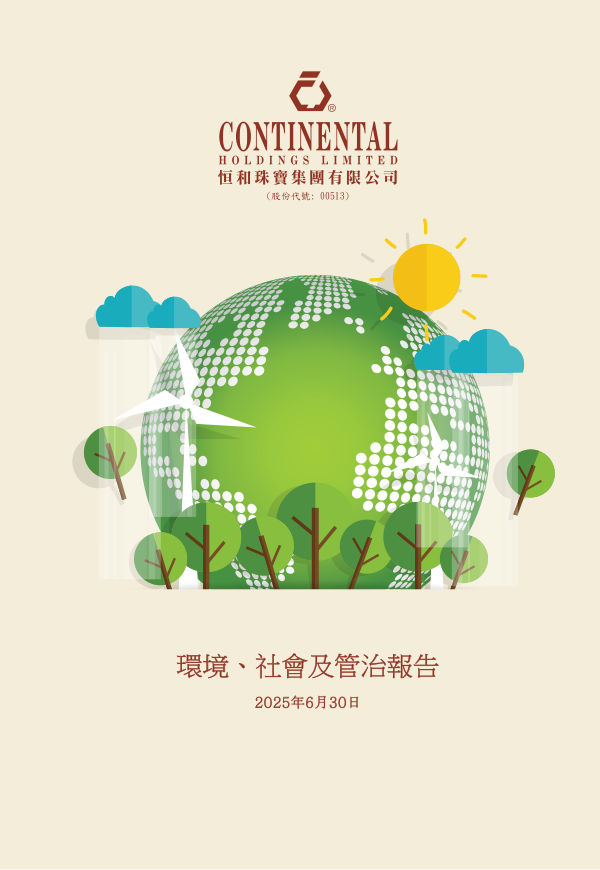 CONTINENTAL
HOLDINGS LIMITED
恒和珠寶集團有限公司
(股份代號: 00513)
環境、社會及管治報告
2025年6月30日